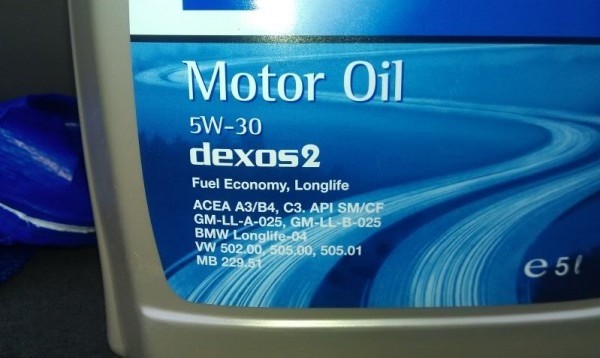 Motor Oil
5W-30
dexos2
Fuel Economy, Longlife
ACEA A3/B4, C3. API SM/CF
GM-LL-A-025, GM-LL-B-025
BMW Longlife-04
VW 502.00, 505.00, 505.01
MB 229.51
e 5l